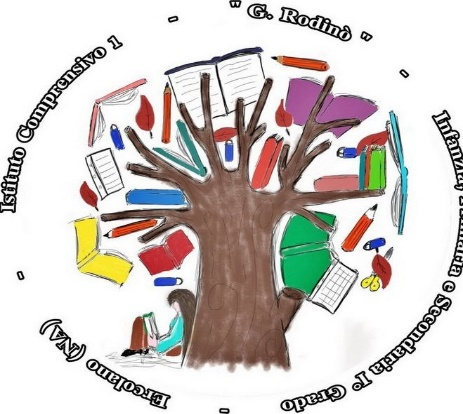 Istituto Comprensivo 1
- " G. Rodinò " -
Infanzia, Primaria e Secondaria I° Grado
- Ercolano (NA) -